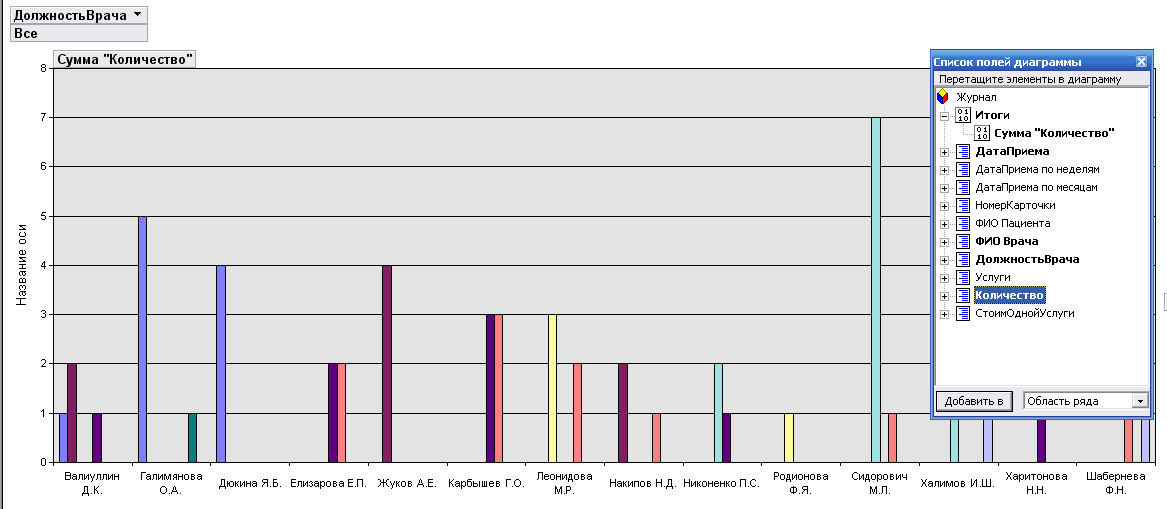 ДолжностьВрача
Все
Сумма "Количество"
8
7
6
5
4
3
2
1
0
Название оси
Валиуллин Д.К.
Галимянова О.А.
Дюкина Я.Б.
Елизарова Е.П.
Жуков А.Е.
Карбышев Г.О.
Леонидова М.Р.
Накипов Н.Д.
Никоненко П.С.
Родионова Ф.Я.
Сидорович М.Л.
Халимов И.Ш.
Харитонова Н.Н.
Шабернева Ф.Н.
Список полей диаграммы
Перетащите элементы в диаграмму
Журнал
Итоги
Сумма "Количество"
ДатаПриема
ДатаПриема по неделям
ДатаПриема по месяцам
НомерКарточки
ФИО Пациента
ФИО Врача
ДолжностьВрача
Услуги
Количество
СтоимОднойУслуги
Добавить в
Область ряда